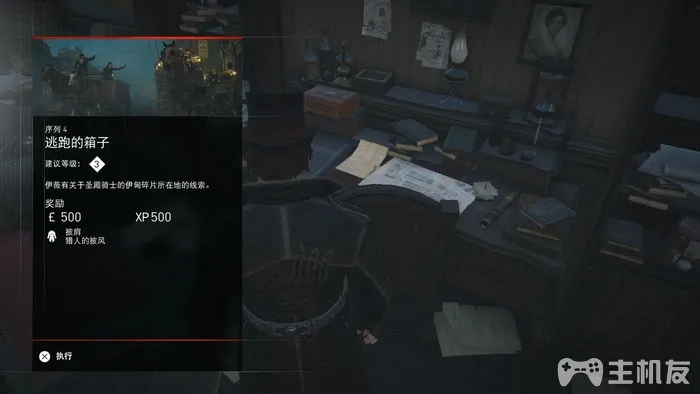 序列 4
逃跑的箱子
建议等级： 3
伊薇有关于圣殿骑士的伊甸碎片所在地的线索。
奖励
￡ 500 XP 500
披肩
猎人的披风
执行
主机友